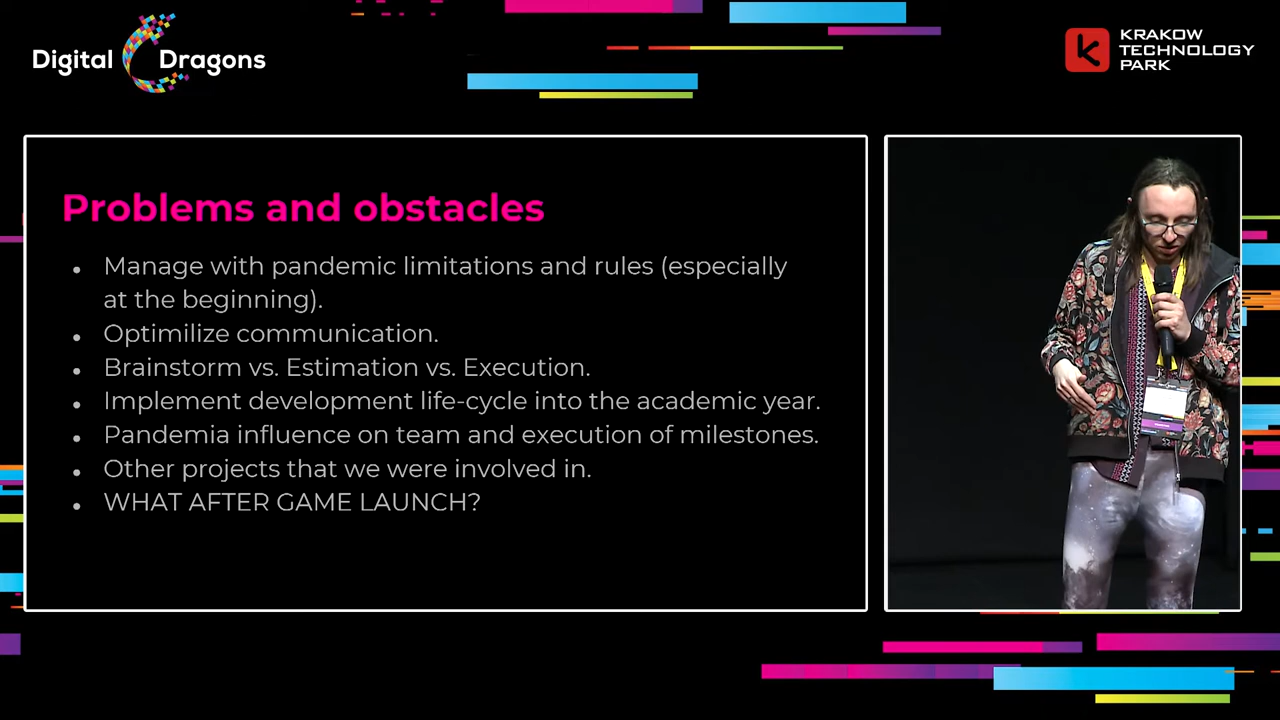 Digital Dragons
KRAKOW
TECHNOLOGY
PARK
Problems and obstacles
• Manage with pandemic limitations and rules (especially
at the beginning).
• Optimilize communication.
• Brainstorm vs. Estimation vs. Execution.
• Implement development life-cycle into the academic year.
• Pandemia influence on team and execution of milestones.
• Other projects that we were involved in.
• WHAT AFTER GAME LAUNCH?